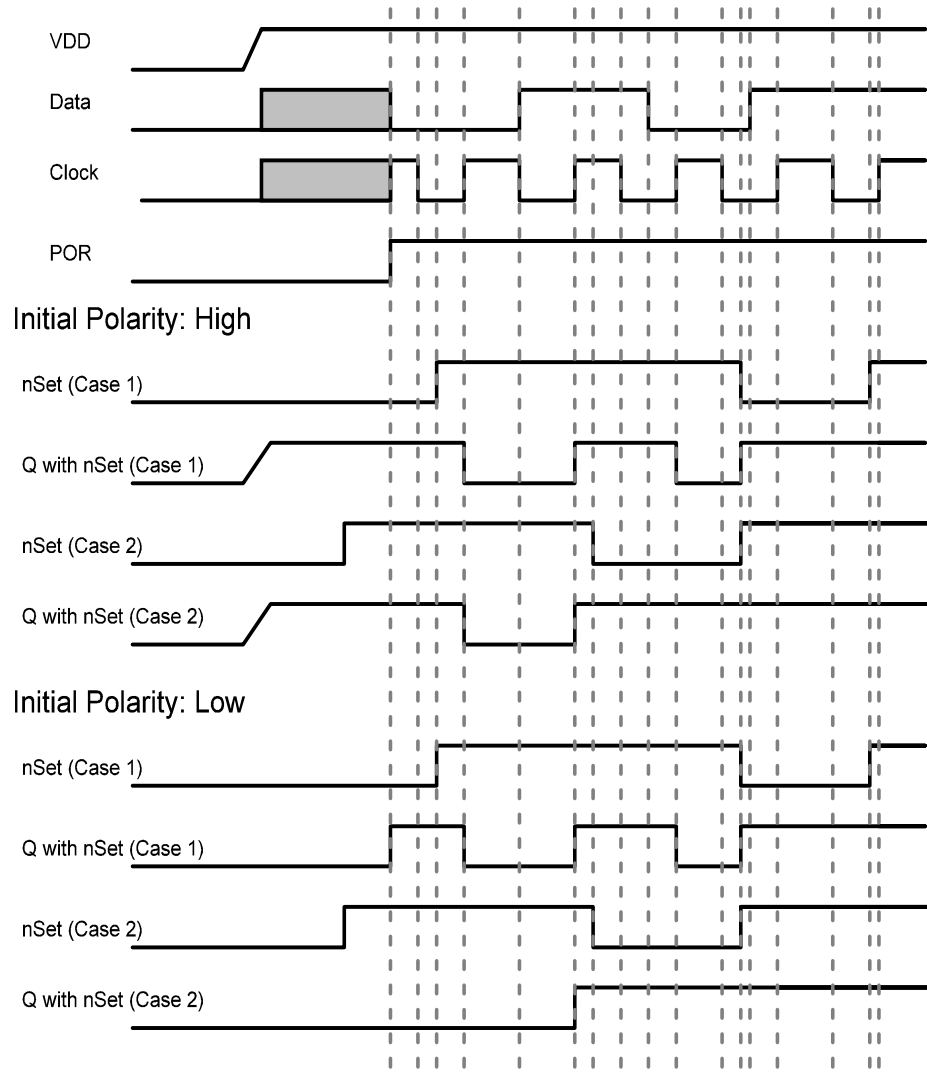 VDD
Data
Clock
POR
Initial Polarity: High
nSet (Case 1)
Q with nSet (Case 1)
nSet (Case 2)
Q with nSet (Case 2)
Initial Polarity: Low
nSet (Case 1)
Q with nSet (Case 1)
nSet (Case 2)
Q with nSet (Case 2)